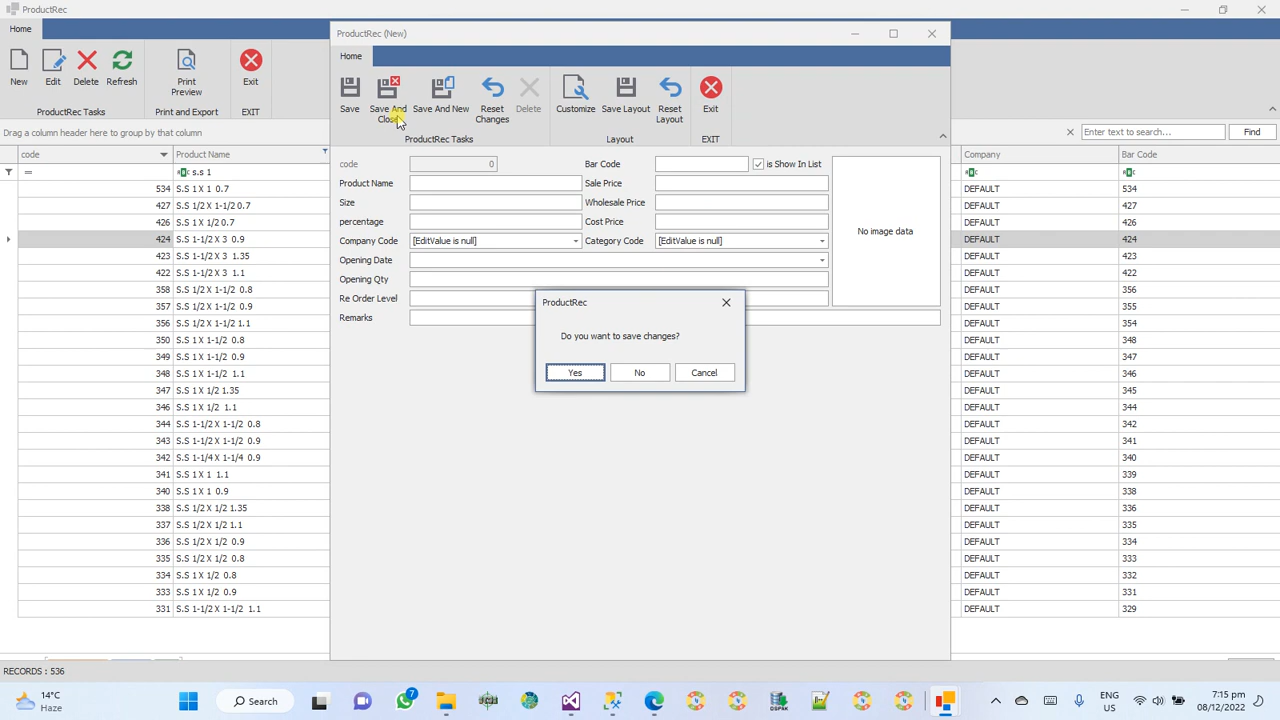 ProductRec
Home
New
Edit
Delete
Refresh
Print Preview
Exit
ProductRec Tasks
Print and Export
EXIT
Drag a column header here to group by that column
Enter text to search...
Find
code
Product Name
Company
Bar Code
=
s.s 1
534 S.S 1 X 1 0.7 DEFAULT 534
427 S.S 1/2 X 1-1/2 0.7 DEFAULT 427
426 S.S 1 X 1/2 0.7 DEFAULT 426
424 S.S 1-1/2 X 3 0.9 DEFAULT 424
423 S.S 1-1/2 X 3 1.35 DEFAULT 423
422 S.S 1-1/2 X 3 1.1 DEFAULT 422
358 S.S 1/2 X 1-1/2 0.8 DEFAULT 356
357 S.S 1/2 X 1-1/2 0.9 DEFAULT 355
356 S.S 1/2 X 1-1/2 1.1 DEFAULT 354
350 S.S 1 X 1-1/2 0.8 DEFAULT 348
349 S.S 1 X 1-1/2 0.9 DEFAULT 347
348 S.S 1 X 1-1/2 1.1 DEFAULT 346
347 S.S 1 X 1/2 1.35 DEFAULT 345
346 S.S 1 X 1/2 1.1 DEFAULT 344
344 S.S 1-1/2 X 1-1/2 0.8 DEFAULT 342
343 S.S 1-1/2 X 1-1/2 0.9 DEFAULT 341
342 S.S 1-1/4 X 1-1/4 0.9 DEFAULT 340
341 S.S 1 X 1 1.1 DEFAULT 339
340 S.S 1 X 1 0.9 DEFAULT 338
338 S.S 1/2 X 1/2 1.35 DEFAULT 336
337 S.S 1/2 X 1/2 1.1 DEFAULT 335
336 S.S 1/2 X 1/2 0.9 DEFAULT 334
335 S.S 1/2 X 1/2 0.8 DEFAULT 333
334 S.S 1 X 1/2 0.8 DEFAULT 332
333 S.S 1 X 1/2 0.9 DEFAULT 331
331 S.S 1-1/2 X 1-1/2 1.1 DEFAULT 329
RECORDS : 536
ProductRec (New)
Home
Save
Save And Close
Save And New
Reset Changes
Delete
Customize
Save Layout
Reset Layout
Exit
ProductRec Tasks
Layout
EXIT
code 0 Bar Code is Show In List
Product Name Sale Price
Size Wholesale Price
percentage Cost Price
Company Code [EditValue is null] Category Code [EditValue is null]
Opening Date
Opening Qty
Re Order Level
Remarks
No image data
ProductRec
Do you want to save changes?
Yes No Cancel
14°C
Haze
Search
7
DSPAK
ENG
US
7:15 pm
08/12/2022